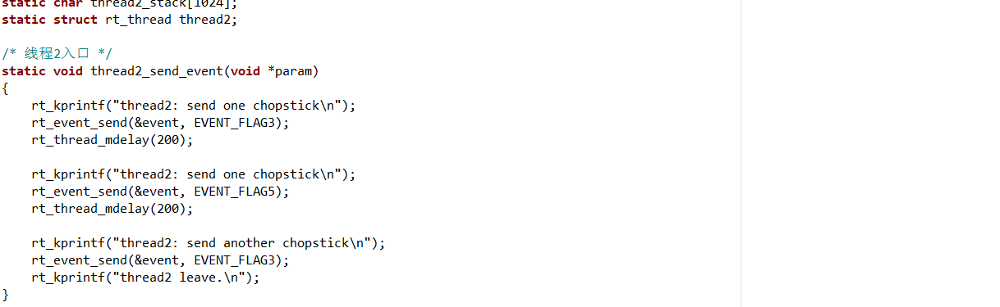 static char thread2_stack[1024];
static struct rt_thread thread2;
/* 线程2入口 */
static void thread2_send_event(void *param)
{
rt_kprintf("thread2: send one chopstick\n");
rt_event_send(&event, EVENT_FLAG3);
rt_thread_mdelay(200);
rt_kprintf("thread2: send one chopstick\n");
rt_event_send(&event, EVENT_FLAG5);
rt_thread_mdelay(200);
rt_kprintf("thread2: send another chopstick\n");
rt_event_send(&event, EVENT_FLAG3);
rt_kprintf("thread2 leave.\n");
}